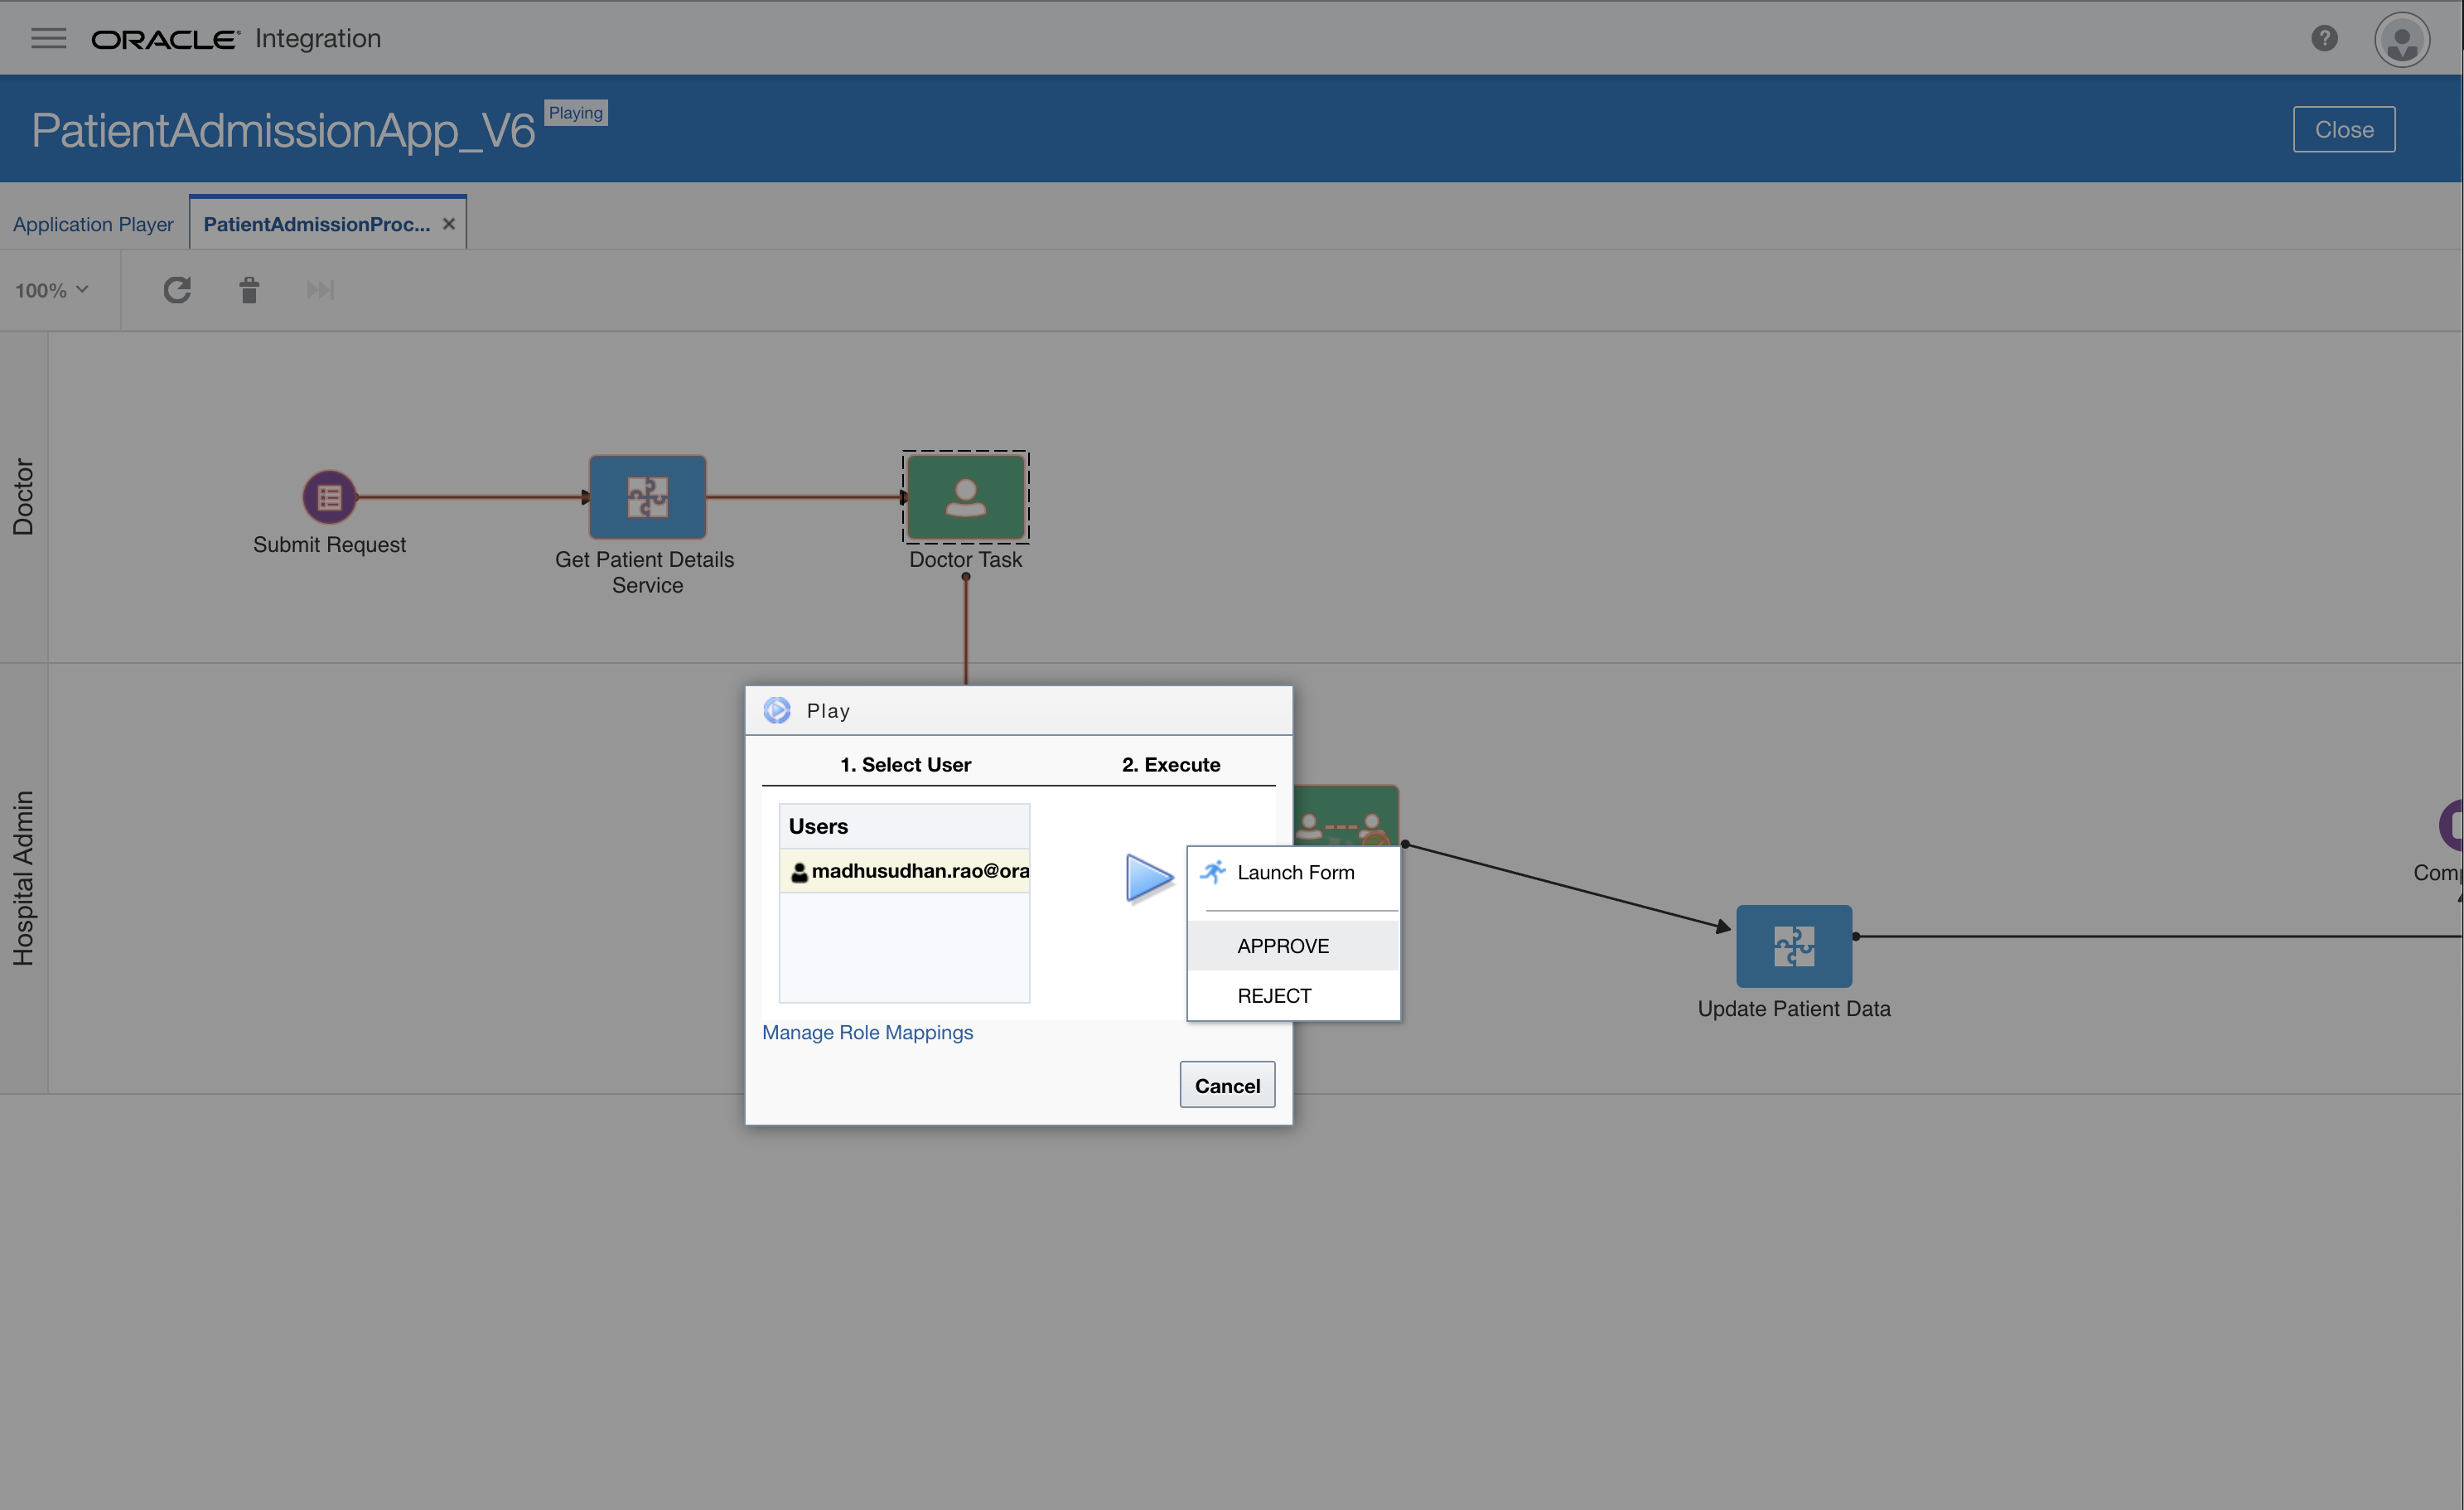 ORACLE Integration
PatientAdmissionApp_V6
Playing
Close
Application Player
PatientAdmissionProc...
100%
Doctor
Submit Request
Get Patient Details
Service
Doctor Task
Hospital Admin
Play
1. Select User
2. Execute
Users
madhusudhan.rao@ora
Launch Form
APPROVE
REJECT
Manage Role Mappings
Cancel
Update Patient Data
Com